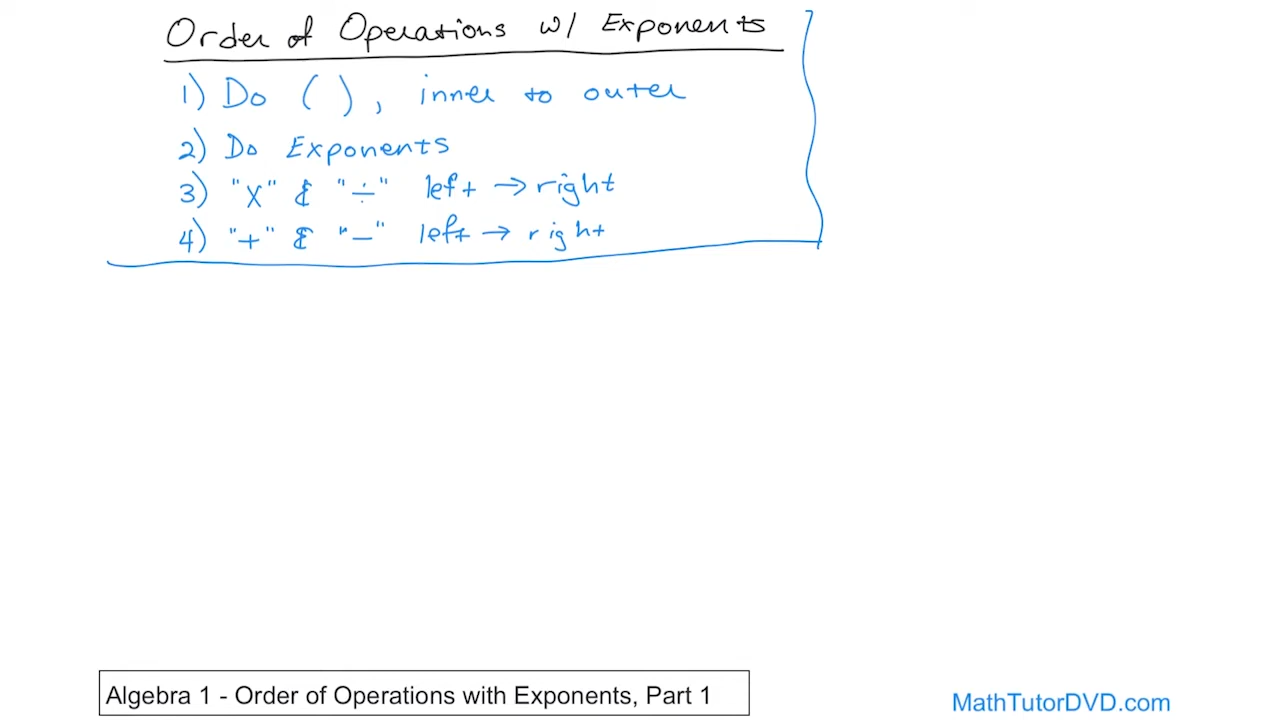 Order of Operations w/ Exponents
1) Do ( ), inner to outer
2) Do Exponents
3) "X" & "÷" left → right
4) "+" & "–" left → right
Algebra 1 - Order of Operations with Exponents, Part 1
MathTutorDVD.com